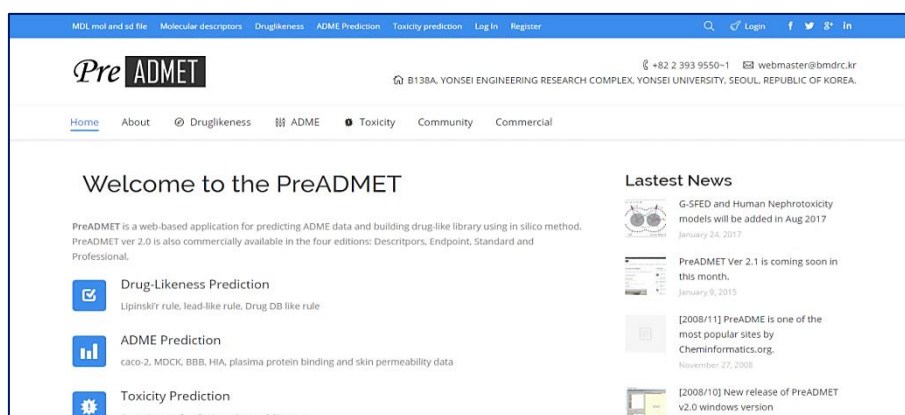 MDL mol and sd file Molecular descriptors Druglikeness ADME Prediction Toxicity prediction Log In Register Login f g+ in
Pre ADMET
+82 2 393 9550~1 webmaster@bmdrc.kr
B138A, YONSEI ENGINEERING RESEARCH COMPLEX, YONSEI UNIVERSITY, SEOUL, REPUBLIC OF KOREA.
Home About Druglikeness ADME Toxicity Community Commercial
Welcome to the PreADMET
PreADMET is a web-based application for predicting ADME data and building drug-like library using in silico method.
PreADMET ver 2.0 is also commercially available in the four editions: Descritpors, Endpoint, Standard and
Professional.
Drug-Likeness Prediction
Lipinski'r rule, lead-like rule, Drug DB like rule
ADME Prediction
caco-2, MDCK, BBB, HIA, plasima protein binding and skin permeability data
Toxicity Prediction
Lastest News
G-SFED and Human Nephrotoxicity
models will be added in Aug 2017
January 24, 2017
PreADMET Ver 2.1 is coming soon in
this month.
January 9, 2015
[2008/11] PreADME is one of the
most popular sites by
Cheminformatics.org.
November 27, 2008
[2008/10] New release of PreADMET
v2.0 windows version